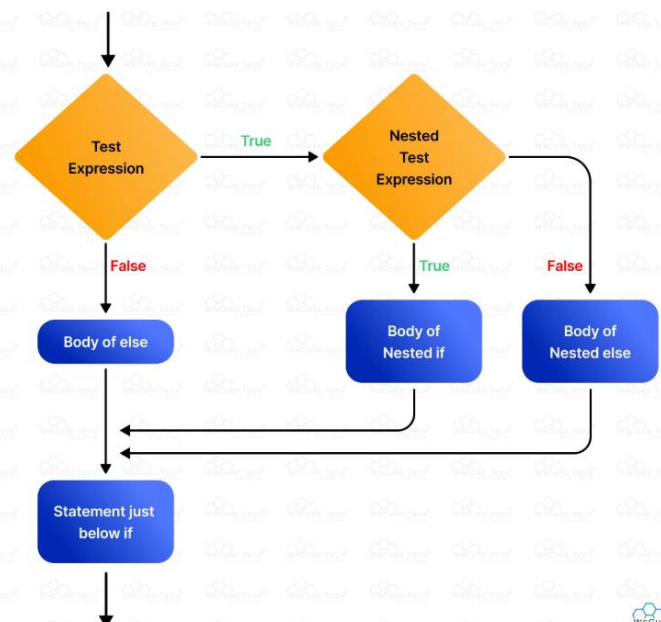 Test
Expression
True
Nested
Test
Expression
False
True
False
Body of else
Body of
Nested if
Body of
Nested else
Statement just
below if